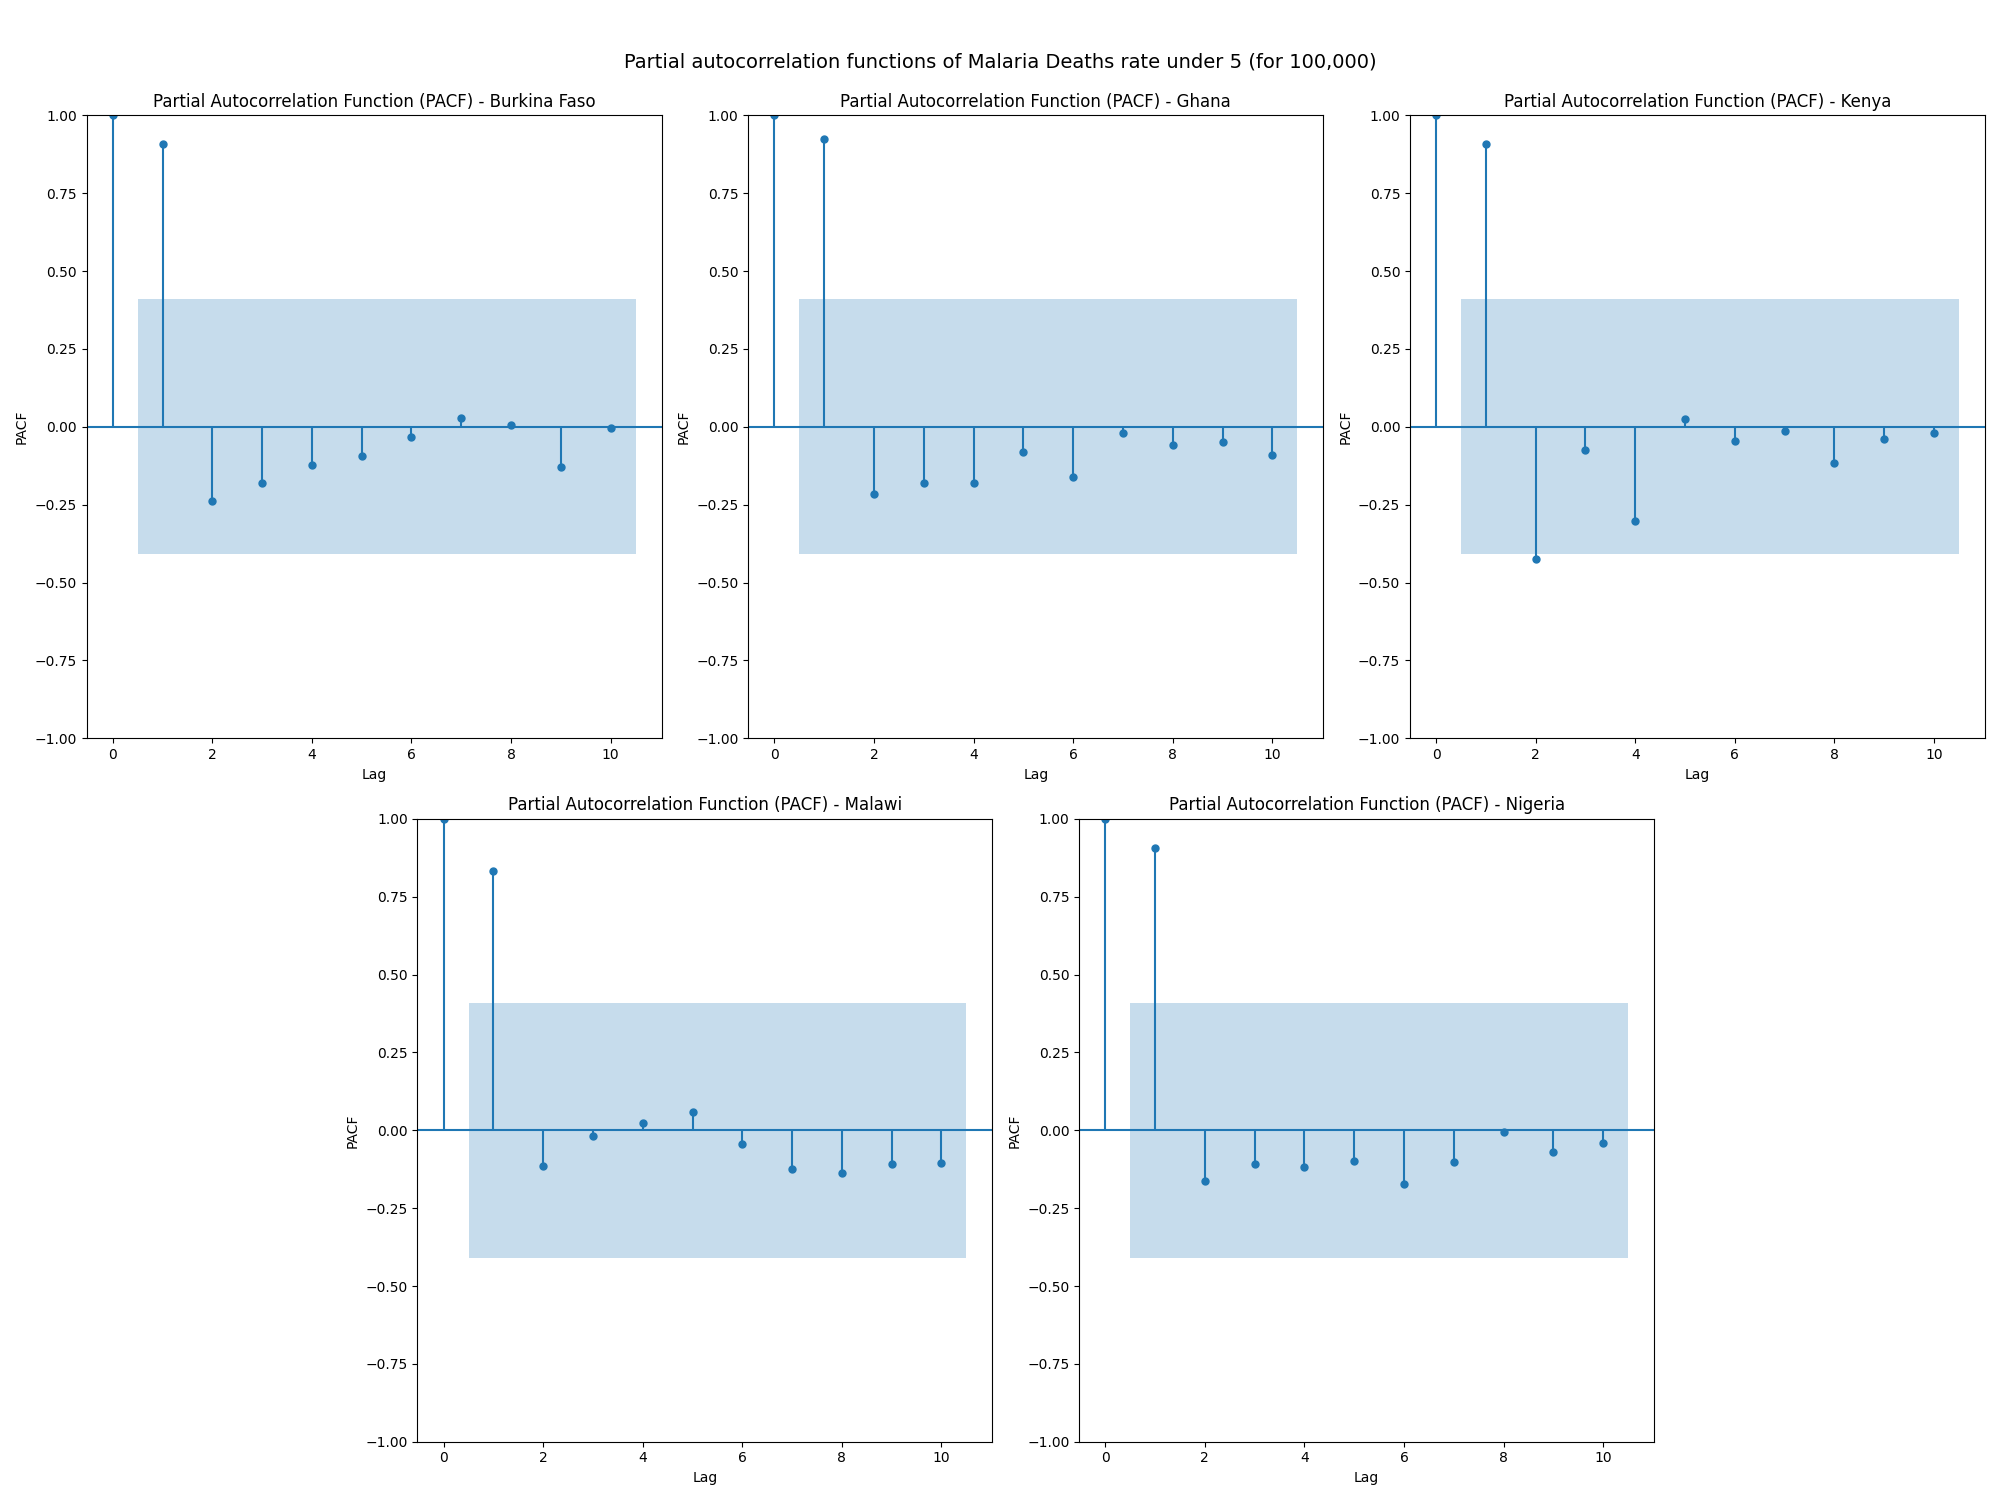 Partial autocorrelation functions of Malaria Deaths rate under 5 (for 100,000)
Partial Autocorrelation Function (PACF) - Burkina Faso
1.00
0.75
0.50
0.25
0.00
−0.25
−0.50
−0.75
−1.00
PACF
0 2 4 6 8 10
Lag
Partial Autocorrelation Function (PACF) - Ghana
1.00
0.75
0.50
0.25
0.00
−0.25
−0.50
−0.75
−1.00
PACF
0 2 4 6 8 10
Lag
Partial Autocorrelation Function (PACF) - Kenya
1.00
0.75
0.50
0.25
0.00
−0.25
−0.50
−0.75
−1.00
PACF
0 2 4 6 8 10
Lag
Partial Autocorrelation Function (PACF) - Malawi
1.00
0.75
0.50
0.25
0.00
−0.25
−0.50
−0.75
−1.00
PACF
0 2 4 6 8 10
Lag
Partial Autocorrelation Function (PACF) - Nigeria
1.00
0.75
0.50
0.25
0.00
−0.25
−0.50
−0.75
−1.00
PACF
0 2 4 6 8 10
Lag